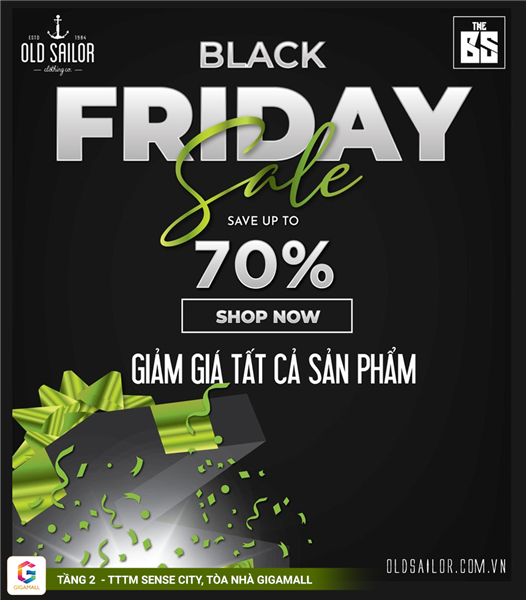 ESTD 1984
OLD SAILOR
clothing co.
THE
BS
BLACK
FRIDAY
Sale
SAVE UP TO
70%
SHOP NOW
GIẢM GIÁ TẤT CẢ SẢN PHẨM
GIGAMALL
TẦNG 2 - TTTM SENSE CITY, TÒA NHÀ GIGAMALL
OLDSAILOR.COM.VN